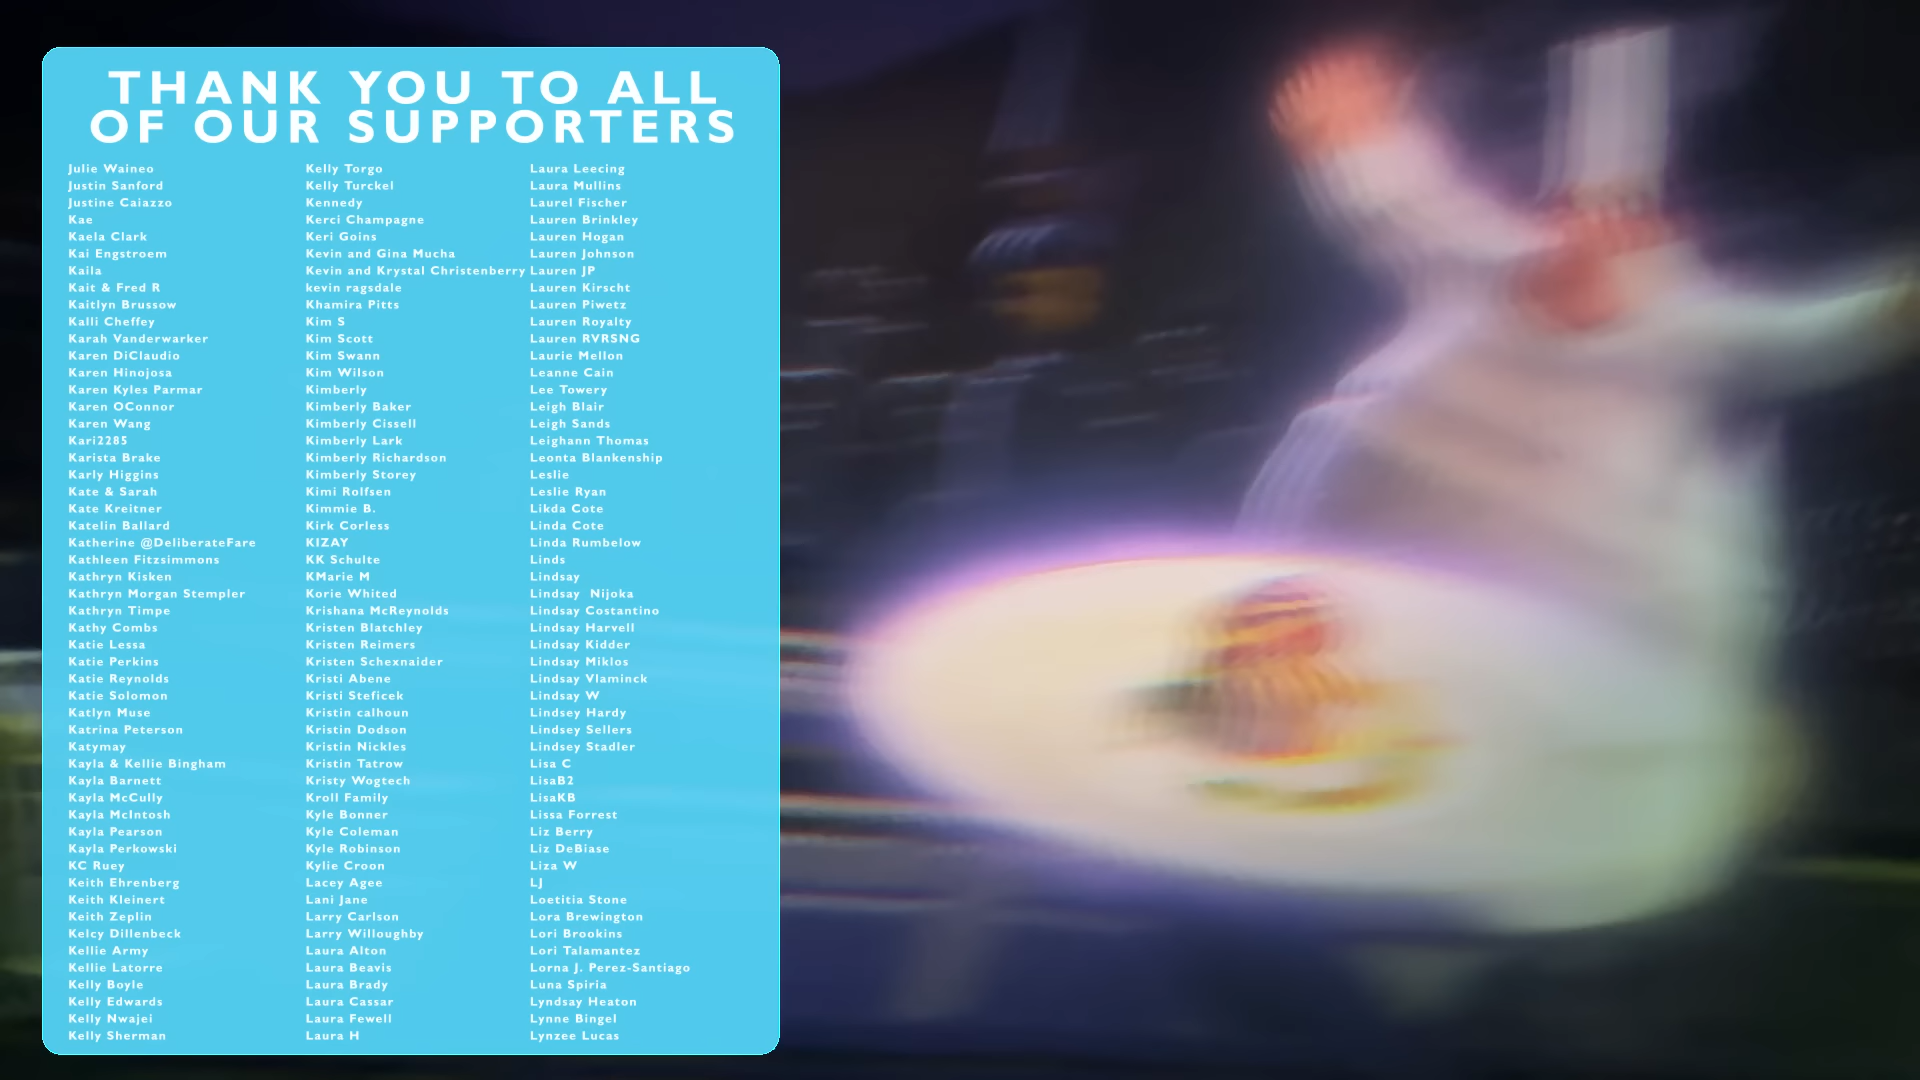 THANK YOU TO ALL
OF OUR SUPPORTERS
Julie Waineo
Justin Sanford
Justine Caiazzo
Kae
Kaela Clark
Kai Engstroem
Kaila
Kait & Fred R
Kaitlyn Brussow
Kalli Cheffey
Karah Vanderwarker
Karen DiClaudio
Karen Hinojosa
Karen Kyles Parmar
Karen OConnor
Karen Wang
Kari2285
Karista Brake
Karly Higgins
Kate & Sarah
Kate Kreitner
Katelin Ballard
Katherine @DeliberateFare
Kathleen Fitzsimmons
Kathryn Kisken
Kathryn Morgan Stempler
Kathryn Timpe
Kathy Combs
Katie Lessa
Katie Perkins
Katie Reynolds
Katie Solomon
Katlyn Muse
Katrina Peterson
Katymay
Kayla & Kellie Bingham
Kayla Barnett
Kayla McCully
Kayla McIntosh
Kayla Pearson
Kayla Perkowski
KC Ruey
Keith Ehrenberg
Keith Kleinert
Keith Zeplin
Kelcy Dillenbeck
Kellie Army
Kellie Latorre
Kelly Boyle
Kelly Edwards
Kelly Nwajei
Kelly Sherman
Kelly Torgo
Kelly Turckel
Kennedy
Kerci Champagne
Keri Goins
Kevin and Gina Mucha
Kevin and Krystal Christenberry
kevin ragsdale
Khamira Pitts
Kim S
Kim Scott
Kim Swann
Kim Wilson
Kimberly
Kimberly Baker
Kimberly Cissell
Kimberly Lark
Kimberly Richardson
Kimberly Storey
Kimi Rolfsen
Kimmie B.
Kirk Corless
KIZAY
KK Schulte
KMarie M
Korie Whited
Krishana McReynolds
Kristen Blatchley
Kristen Reimers
Kristen Schexnaider
Kristi Abene
Kristi Steficek
Kristin calhoun
Kristin Dodson
Kristin Nickles
Kristin Tatrow
Kristy Wogtech
Kroll Family
Kyle Bonner
Kyle Coleman
Kyle Robinson
Kylie Croon
Lacey Agee
Lani Jane
Larry Carlson
Larry Willoughby
Laura Alton
Laura Beavis
Laura Brady
Laura Cassar
Laura Fewell
Laura H
Laura Leecing
Laura Mullins
Laurel Fischer
Lauren Brinkley
Lauren Hogan
Lauren Johnson
Lauren JP
Lauren Kirscht
Lauren Piwetz
Lauren Royalty
Lauren RVRSNG
Laurie Mellon
Leanne Cain
Lee Towery
Leigh Blair
Leigh Sands
Leighann Thomas
Leonta Blankenship
Leslie
Leslie Ryan
Likda Cote
Linda Cote
Linda Rumbelow
Linds
Lindsay
Lindsay  Nijoka
Lindsay Costantino
Lindsay Harvell
Lindsay Kidder
Lindsay Miklos
Lindsay Vlaminck
Lindsay W
Lindsey Hardy
Lindsey Sellers
Lindsey Stadler
Lisa C
LisaB2
LisaKB
Lissa Forrest
Liz Berry
Liz DeBiase
Liza W
LJ
Loetitia Stone
Lora Brewington
Lori Brookins
Lori Talamantez
Lorna J. Perez-Santiago
Luna Spiria
Lyndsay Heaton
Lynne Bingel
Lynzee Lucas